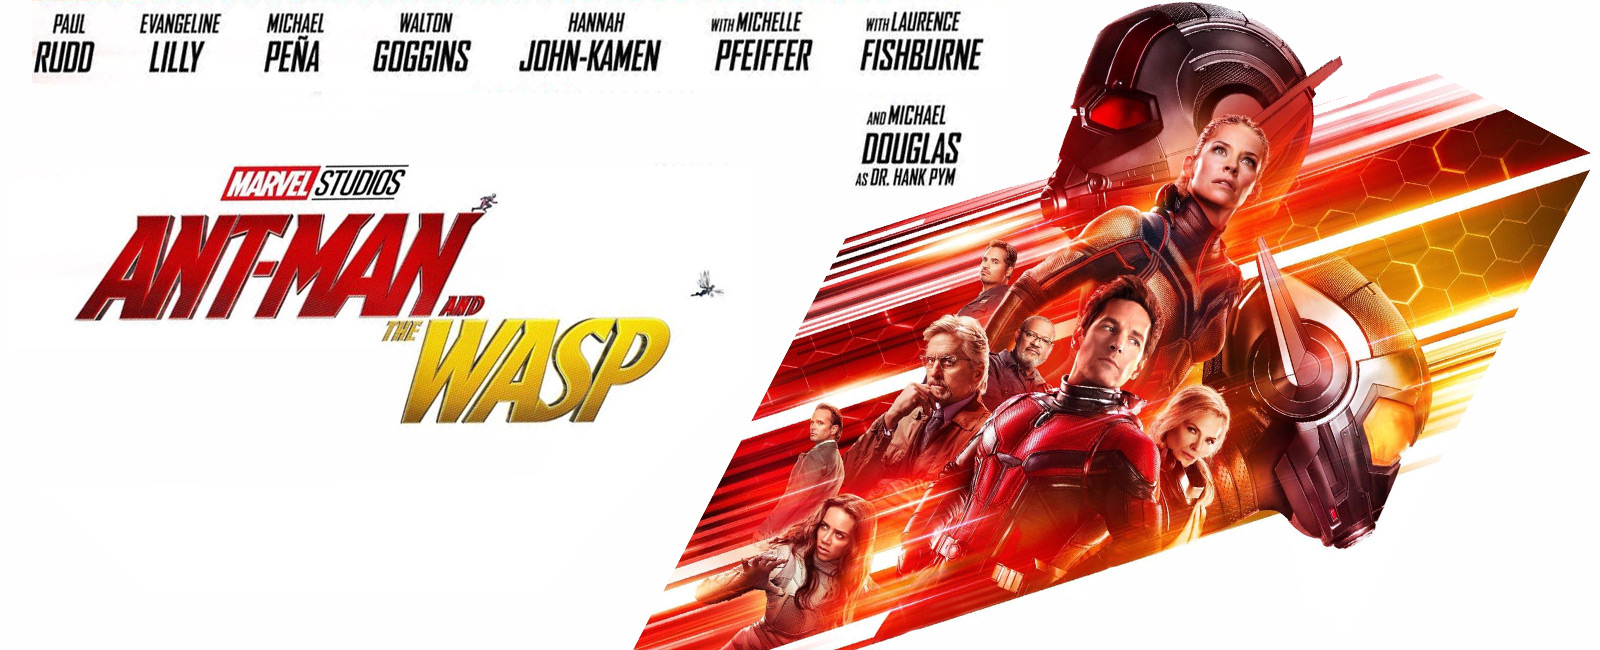 PAUL EVANGELINE MICHAEL WALTON HANNAH WITH MICHELLE WITH LAURENCE
RUDD LILLY PEÑA GOGGINS JOHN-KAMEN PFEIFFER FISHBURNE
AND MICHAEL
DOUGLAS
AS DR. HANK PYM
MARVEL STUDIOS
ANT-MAN
AND
THE WASP